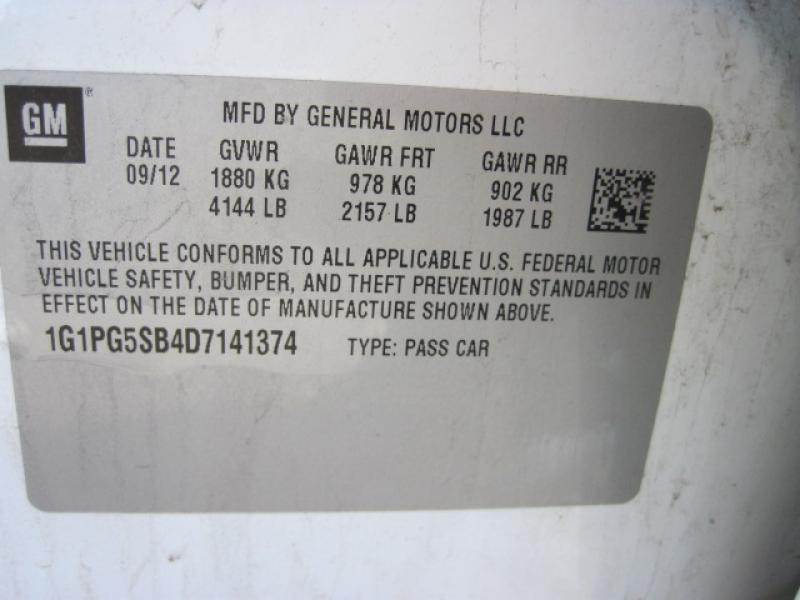 GM®
MFD BY GENERAL MOTORS LLC
DATE GVWR GAWR FRT GAWR RR
09/12 1880 KG 978 KG 902 KG
4144 LB 2157 LB 1987 LB
THIS VEHICLE CONFORMS TO ALL APPLICABLE U.S. FEDERAL MOTOR
VEHICLE SAFETY, BUMPER, AND THEFT PREVENTION STANDARDS IN
EFFECT ON THE DATE OF MANUFACTURE SHOWN ABOVE.
1G1PG5SB4D7141374 TYPE: PASS CAR